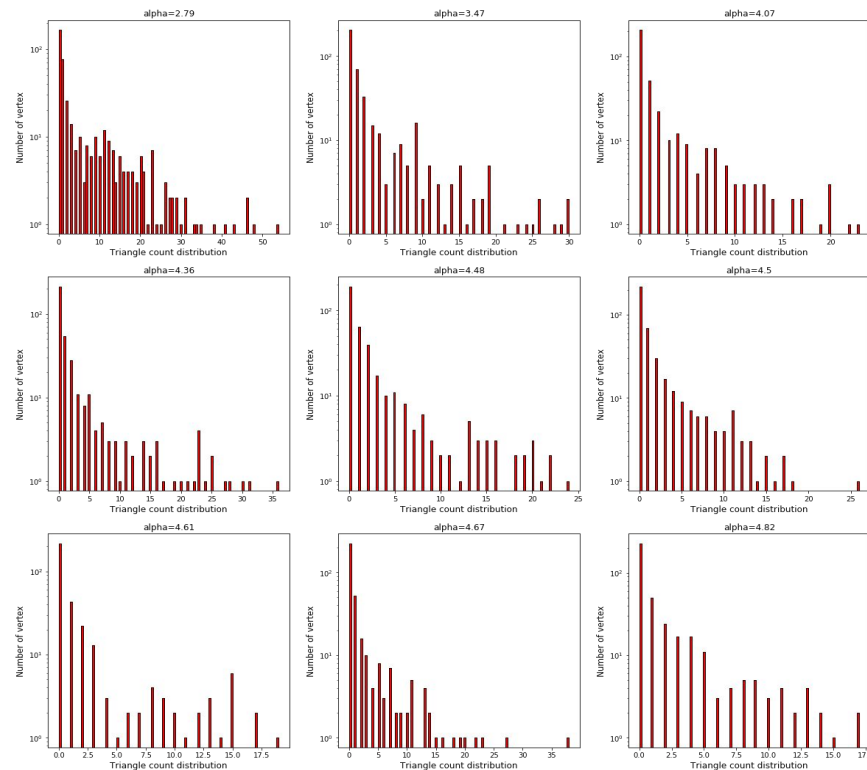 alpha=2.79
alpha=3.47
alpha=4.07
Number of vertex
10²
10¹
10⁰
0 10 20 30 40 50
Triangle count distribution
Number of vertex
10²
10¹
10⁰
0 5 10 15 20 25 30
Triangle count distribution
Number of vertex
10²
10¹
10⁰
0 5 10 15 20
Triangle count distribution
alpha=4.36
alpha=4.48
alpha=4.5
Number of vertex
10²
10¹
10⁰
0 5 10 15 20 25 30 35
Triangle count distribution
Number of vertex
10²
10¹
10⁰
0 5 10 15 20 25
Triangle count distribution
Number of vertex
10²
10¹
10⁰
0 5 10 15 20 25
Triangle count distribution
alpha=4.61
alpha=4.67
alpha=4.82
Number of vertex
10²
10¹
10⁰
0.0 2.5 5.0 7.5 10.0 12.5 15.0 17.5
Triangle count distribution
Number of vertex
10²
10¹
10⁰
0 5 10 15 20 25 30 35
Triangle count distribution
Number of vertex
10²
10¹
10⁰
0.0 2.5 5.0 7.5 10.0 12.5 15.0
Triangle count distribution